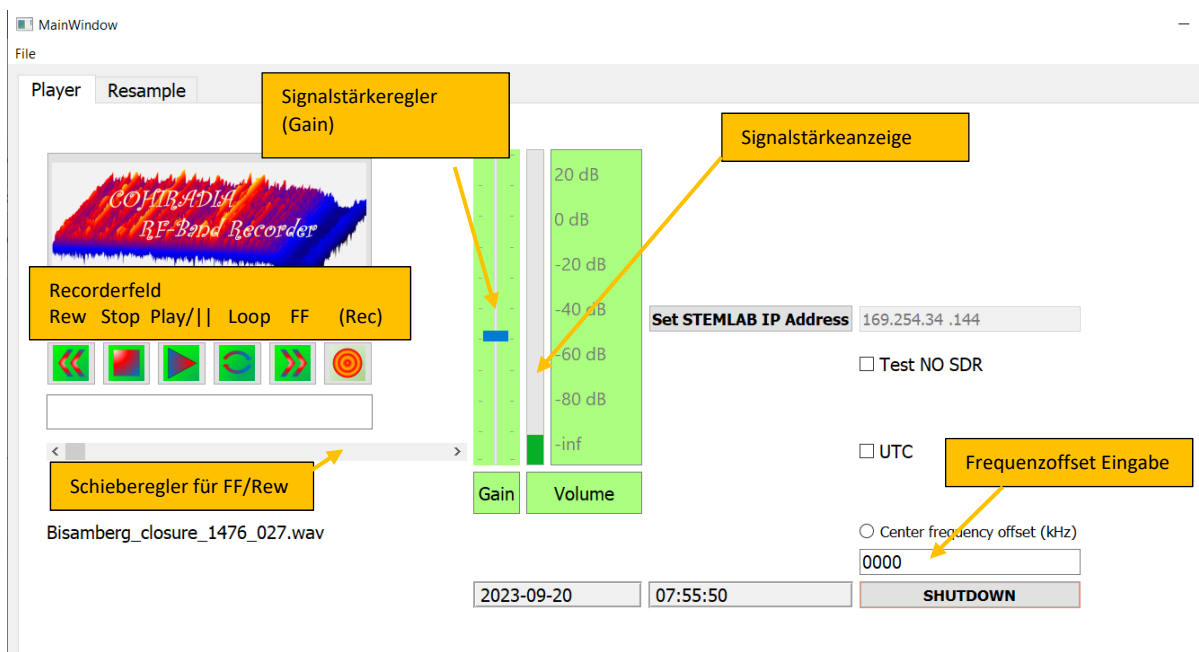 MainWindow
File
Player Resample
Signalstärkeregler
(Gain)
Signalstärkeanzeige
COHIRADIA
RF-Band Recorder
Recorderfeld
Rew Stop Play/|| Loop FF (Rec)
20 dB
0 dB
-20 dB
-40 dB
-60 dB
-80 dB
-inf
Set STEMLAB IP Address 169.254.34 .144
Test NO SDR
UTC
Frequenzoffset Eingabe
Schieberegler für FF/Rew
Gain Volume
Bisamberg_closure_1476_027.wav
Center frequency offset (kHz)
0000
2023-09-20 07:55:50 SHUTDOWN